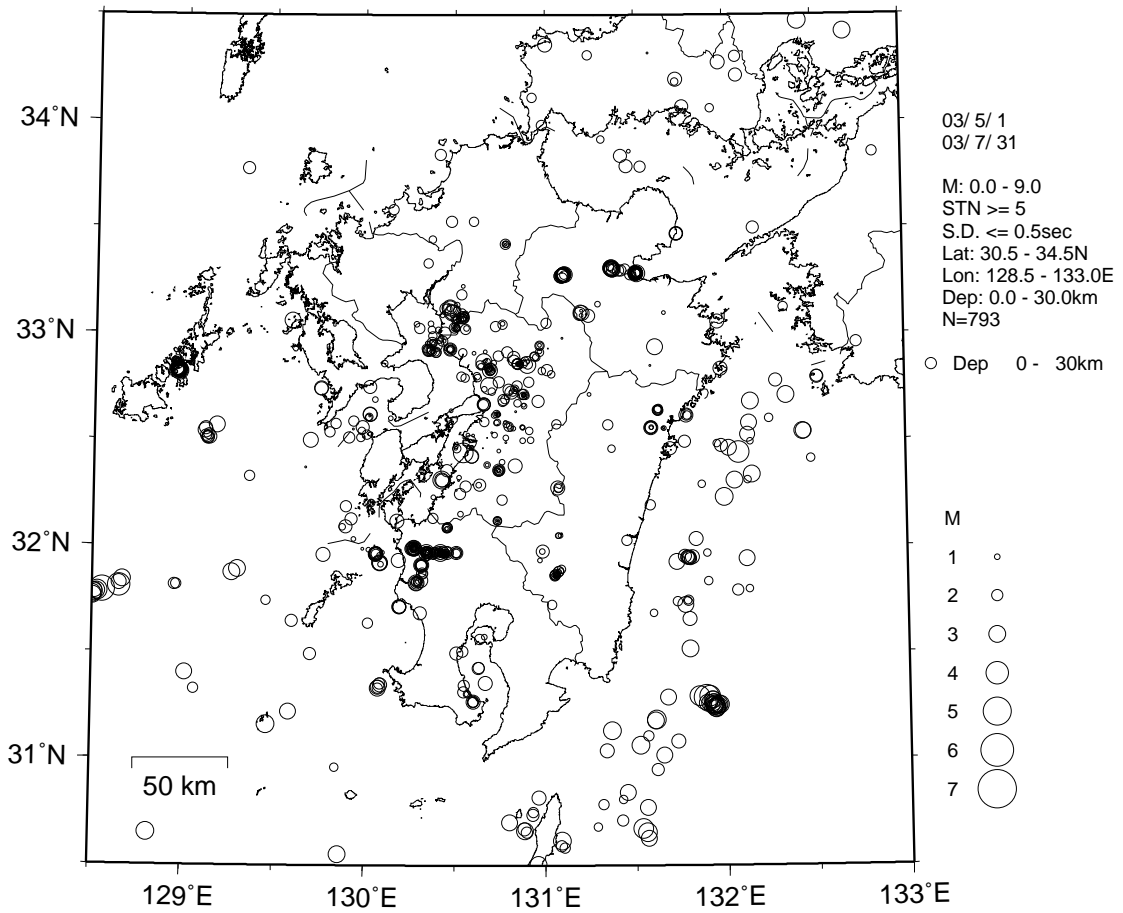 34°N
33°N
32°N
31°N
50 km
129°E
130°E
131°E
132°E
133°E
03/ 5/ 1
03/ 7/ 31
M: 0.0 - 9.0
STN >= 5
S.D. <= 0.5sec
Lat: 30.5 - 34.5N
Lon: 128.5 - 133.0E
Dep: 0.0 - 30.0km
N=793
Dep 0 - 30km
M
1
2
3
4
5
6
7